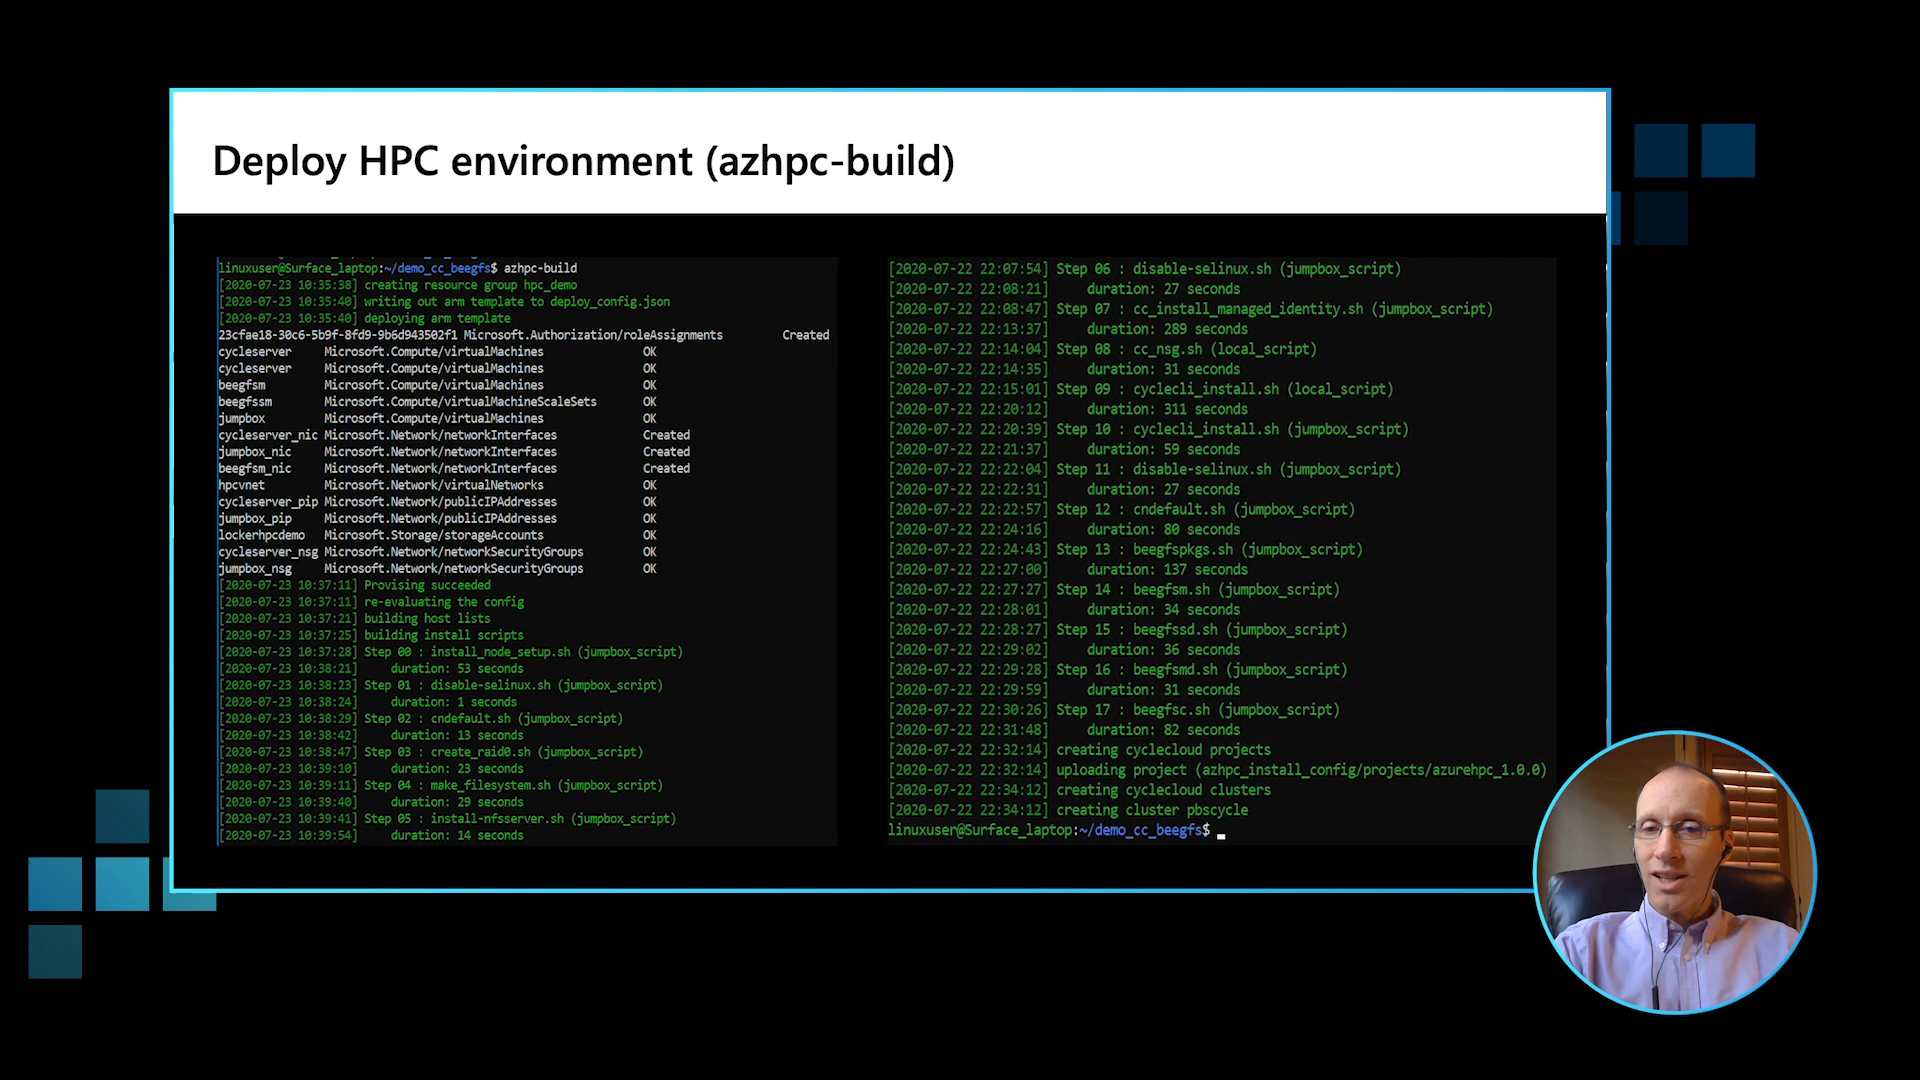 Deploy HPC environment (azhpc-build)
linuxuser@Surface_laptop:~/demo_cc_beegfs$ azhpc-build
[2020-07-23 10:35:38] creating resource group hpc_demo
[2020-07-23 10:35:40] writing out arm template to deploy_config.json
[2020-07-23 10:35:40] deploying arm template
23cfae18-30c6-5b9f-8fd9-9b6d943502f1 Microsoft.Authorization/roleAssignments Created
cycleserver Microsoft.Compute/virtualMachines OK
cycleserver Microsoft.Compute/virtualMachines OK
beegfsm Microsoft.Compute/virtualMachines OK
beegfssm Microsoft.Compute/virtualMachineScaleSets OK
jumpbox Microsoft.Compute/virtualMachines OK
cycleserver_nic Microsoft.Network/networkInterfaces Created
jumpbox_nic Microsoft.Network/networkInterfaces Created
beegfsm_nic Microsoft.Network/networkInterfaces Created
hpcvnet Microsoft.Network/virtualNetworks OK
cycleserver_pip Microsoft.Network/publicIPAddresses OK
jumpbox_pip Microsoft.Network/publicIPAddresses OK
lockerhpcdemo Microsoft.Storage/storageAccounts OK
cycleserver_nsg Microsoft.Network/networkSecurityGroups OK
jumpbox_nsg Microsoft.Network/networkSecurityGroups OK
[2020-07-23 10:37:11] Provising succeeded
[2020-07-23 10:37:11] re-evaluating the config
[2020-07-23 10:37:21] building host lists
[2020-07-23 10:37:25] building install scripts
[2020-07-23 10:37:28] Step 00 : install_node_setup.sh (jumpbox_script)
[2020-07-23 10:38:21] duration: 53 seconds
[2020-07-23 10:38:23] Step 01 : disable-selinux.sh (jumpbox_script)
[2020-07-23 10:38:24] duration: 1 seconds
[2020-07-23 10:38:29] Step 02 : cndefault.sh (jumpbox_script)
[2020-07-23 10:38:42] duration: 13 seconds
[2020-07-23 10:38:47] Step 03 : create_raid0.sh (jumpbox_script)
[2020-07-23 10:39:10] duration: 23 seconds
[2020-07-23 10:39:11] Step 04 : make_filesystem.sh (jumpbox_script)
[2020-07-23 10:39:40] duration: 29 seconds
[2020-07-23 10:39:41] Step 05 : install-nfsserver.sh (jumpbox_script)
[2020-07-23 10:39:54] duration: 14 seconds
[2020-07-22 22:07:54] Step 06 : disable-selinux.sh (jumpbox_script)
[2020-07-22 22:08:21] duration: 27 seconds
[2020-07-22 22:08:47] Step 07 : cc_install_managed_identity.sh (jumpbox_script)
[2020-07-22 22:13:37] duration: 289 seconds
[2020-07-22 22:14:04] Step 08 : cc_nsg.sh (local_script)
[2020-07-22 22:14:35] duration: 31 seconds
[2020-07-22 22:15:01] Step 09 : cyclecli_install.sh (local_script)
[2020-07-22 22:20:12] duration: 311 seconds
[2020-07-22 22:20:39] Step 10 : cyclecli_install.sh (jumpbox_script)
[2020-07-22 22:21:37] duration: 59 seconds
[2020-07-22 22:22:04] Step 11 : disable-selinux.sh (jumpbox_script)
[2020-07-22 22:22:31] duration: 27 seconds
[2020-07-22 22:22:57] Step 12 : cndefault.sh (jumpbox_script)
[2020-07-22 22:24:16] duration: 80 seconds
[2020-07-22 22:24:43] Step 13 : beegfspkgs.sh (jumpbox_script)
[2020-07-22 22:27:00] duration: 137 seconds
[2020-07-22 22:27:27] Step 14 : beegfsm.sh (jumpbox_script)
[2020-07-22 22:28:01] duration: 34 seconds
[2020-07-22 22:28:27] Step 15 : beegfssd.sh (jumpbox_script)
[2020-07-22 22:29:02] duration: 36 seconds
[2020-07-22 22:29:28] Step 16 : beegfsmd.sh (jumpbox_script)
[2020-07-22 22:29:59] duration: 31 seconds
[2020-07-22 22:30:26] Step 17 : beegfsc.sh (jumpbox_script)
[2020-07-22 22:31:48] duration: 82 seconds
[2020-07-22 22:32:14] creating cyclecloud projects
[2020-07-22 22:32:14] uploading project (azhpc_install_config/projects/azurehpc_1.0.0)
[2020-07-22 22:34:12] creating cyclecloud clusters
[2020-07-22 22:34:12] creating cluster pbscycle
linuxuser@Surface_laptop:~/demo_cc_beegfs$